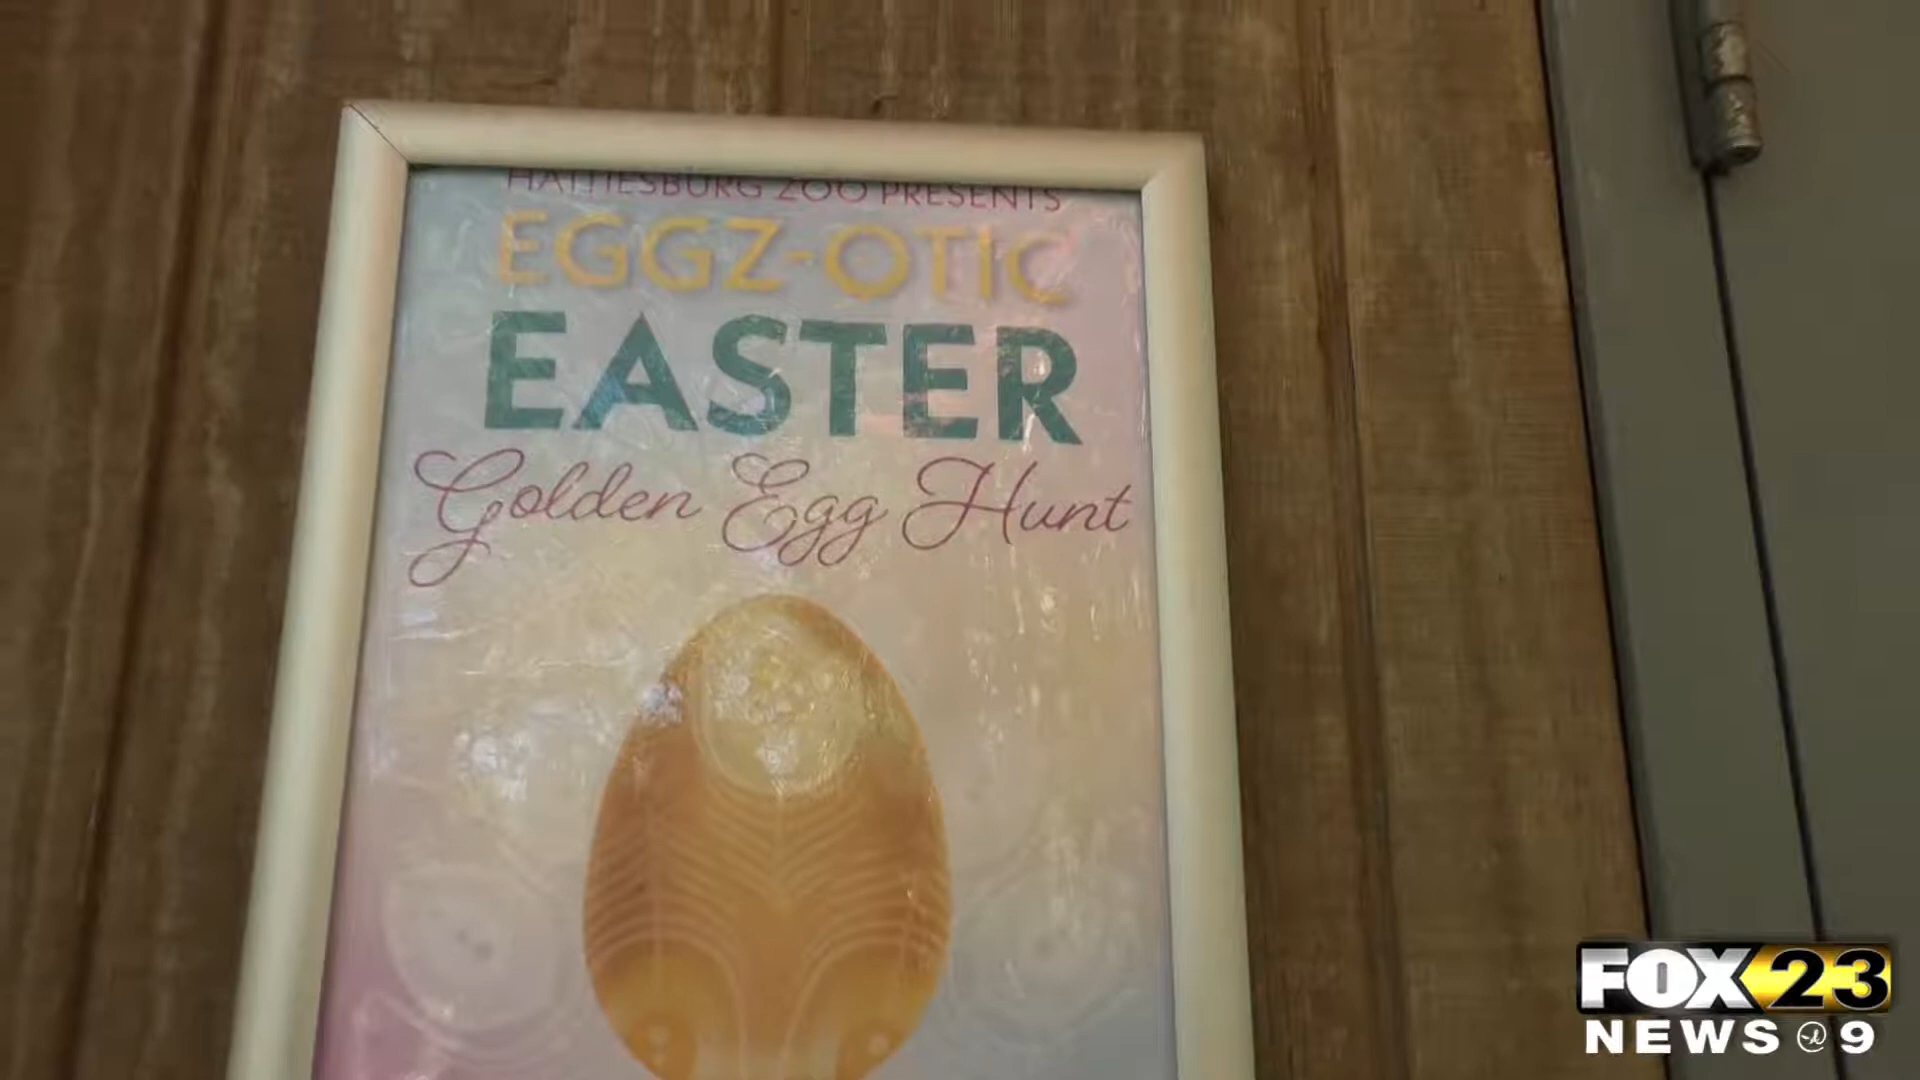 HATTIESBURG ZOO PRESENTS
EGGZ-OTIC
EASTER
Golden Egg Hunt
FOX 23
NEWS @ 9